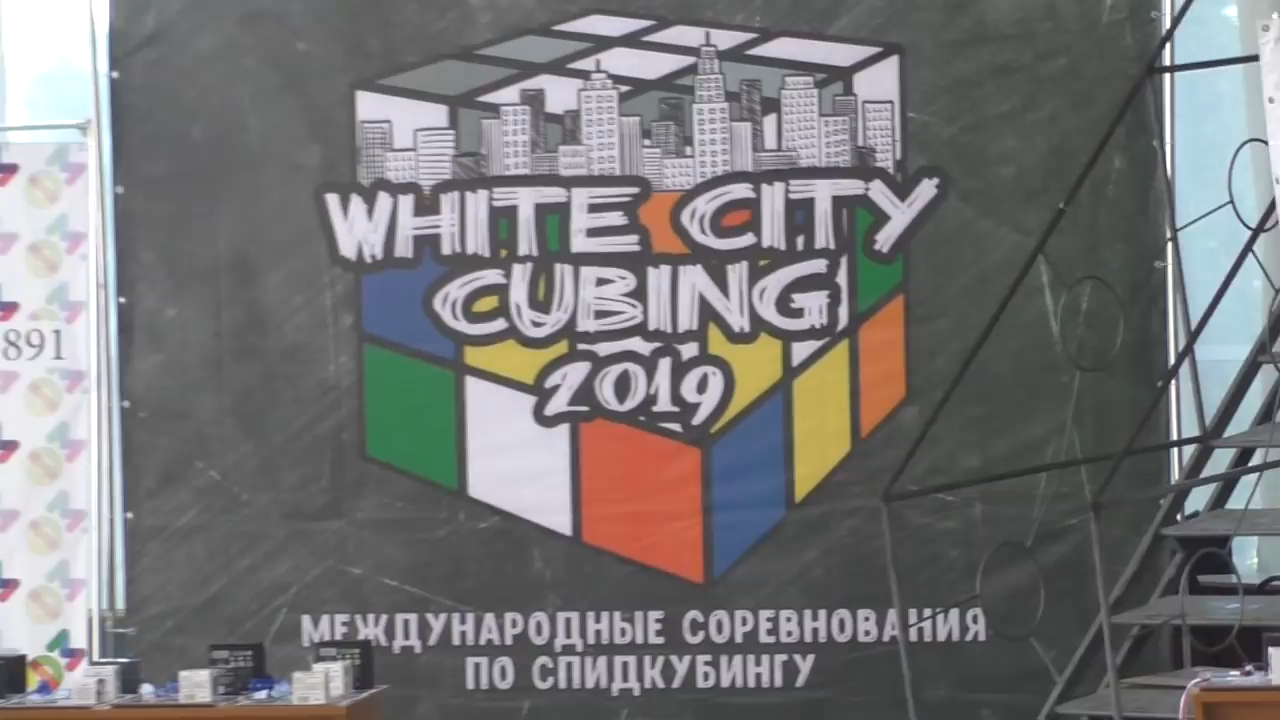 WHITE CITY
CUBING
2019
891
МЕЖДУНАРОДНЫЕ СОРЕВНОВАНИЯ
ПО СПИДКУБИНГУ